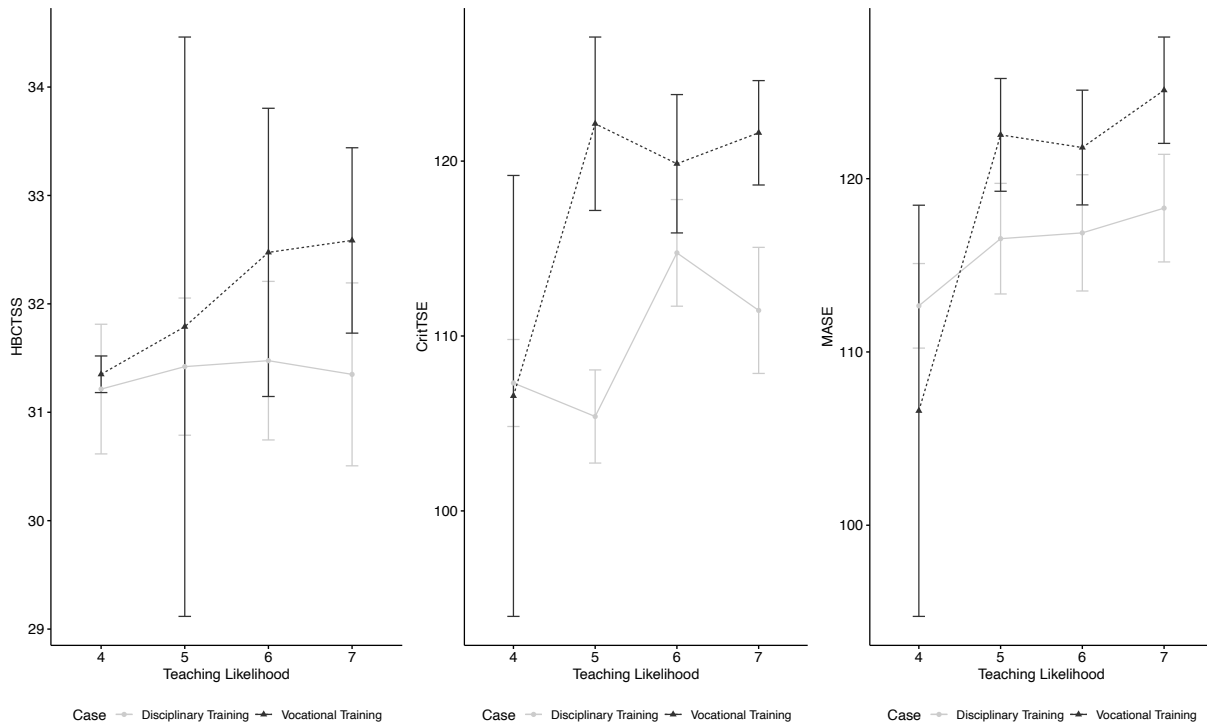 HBCTSS
34
33
32
31
30
29
4 5 6 7
Teaching Likelihood
Case Disciplinary Training Vocational Training
CritTSE
120
110
100
4 5 6 7
Teaching Likelihood
Case Disciplinary Training Vocational Training
MASE
120
110
100
4 5 6 7
Teaching Likelihood
Case Disciplinary Training Vocational Training